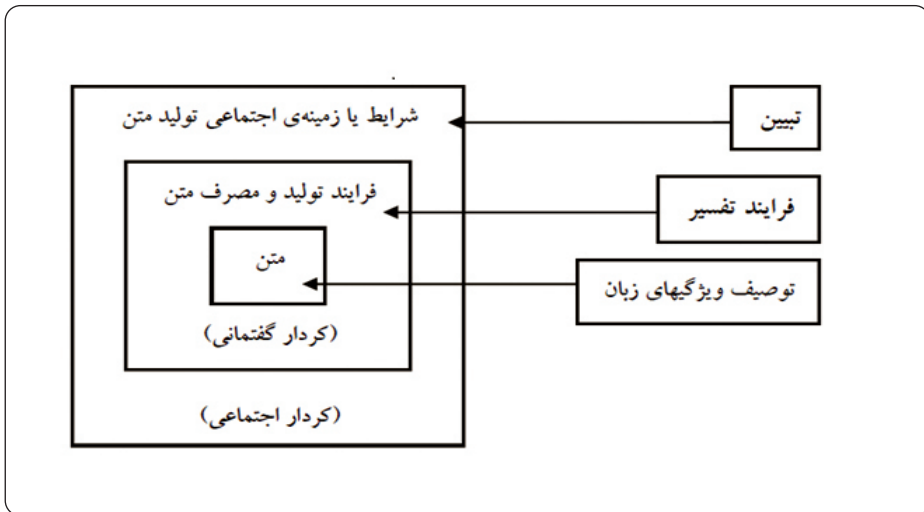 تبیین
شرایط یا زمینه‌ی اجتماعی تولید متن
فرایند تفسیر
فرایند تولید و مصرف متن
متن
توصیف ویژگیهای زبان
(کردار گفتمانی)
(کردار اجتماعی)